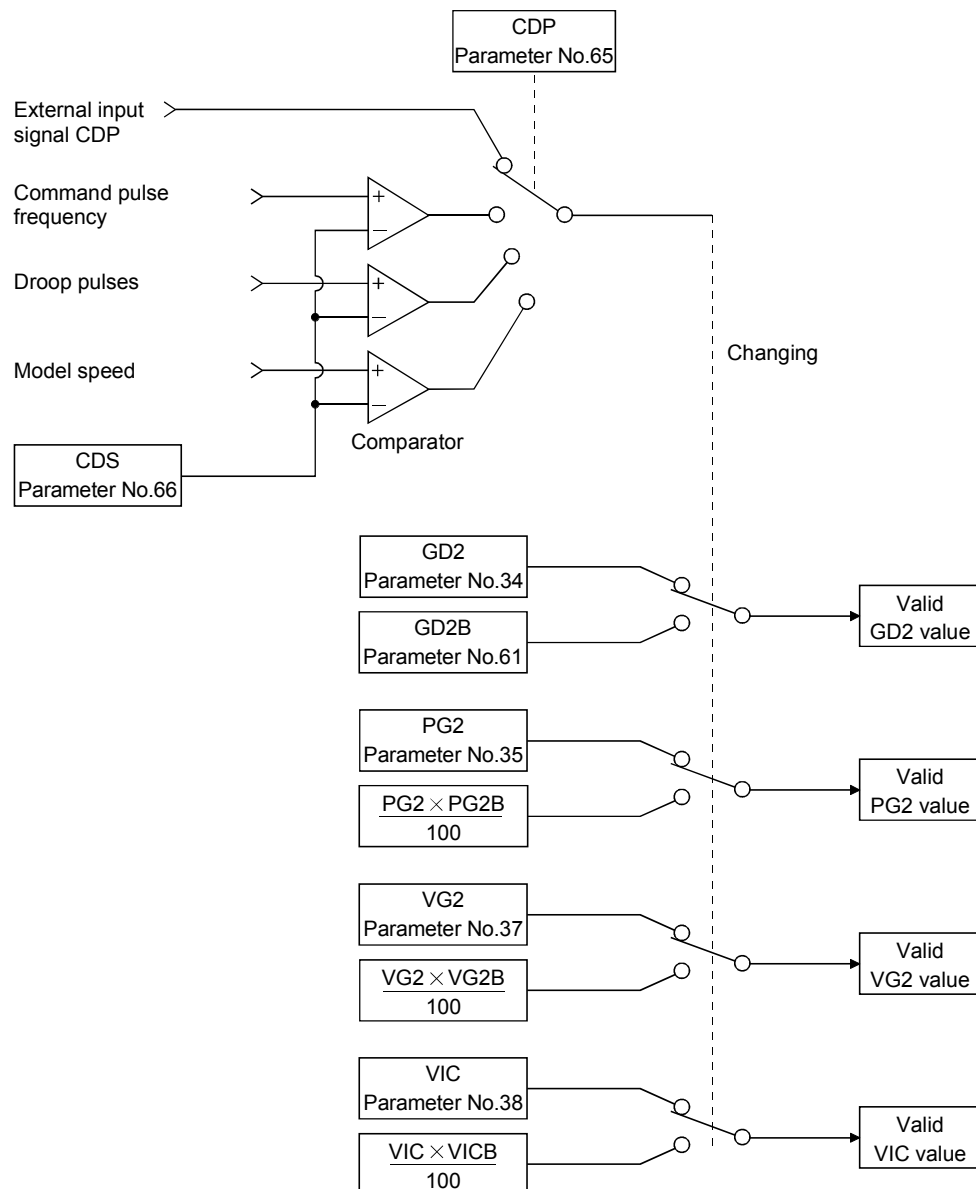 CDP
Parameter No.65
External input
signal CDP
Command pulse
frequency
+
−
Droop pulses
+
−
Model speed
+
−
Changing
Comparator
CDS
Parameter No.66
GD2
Parameter No.34
GD2B
Parameter No.61
Valid
GD2 value
PG2
Parameter No.35
PG2 × PG2B
100
Valid
PG2 value
VG2
Parameter No.37
VG2 × VG2B
100
Valid
VG2 value
VIC
Parameter No.38
VIC × VICB
100
Valid
VIC value